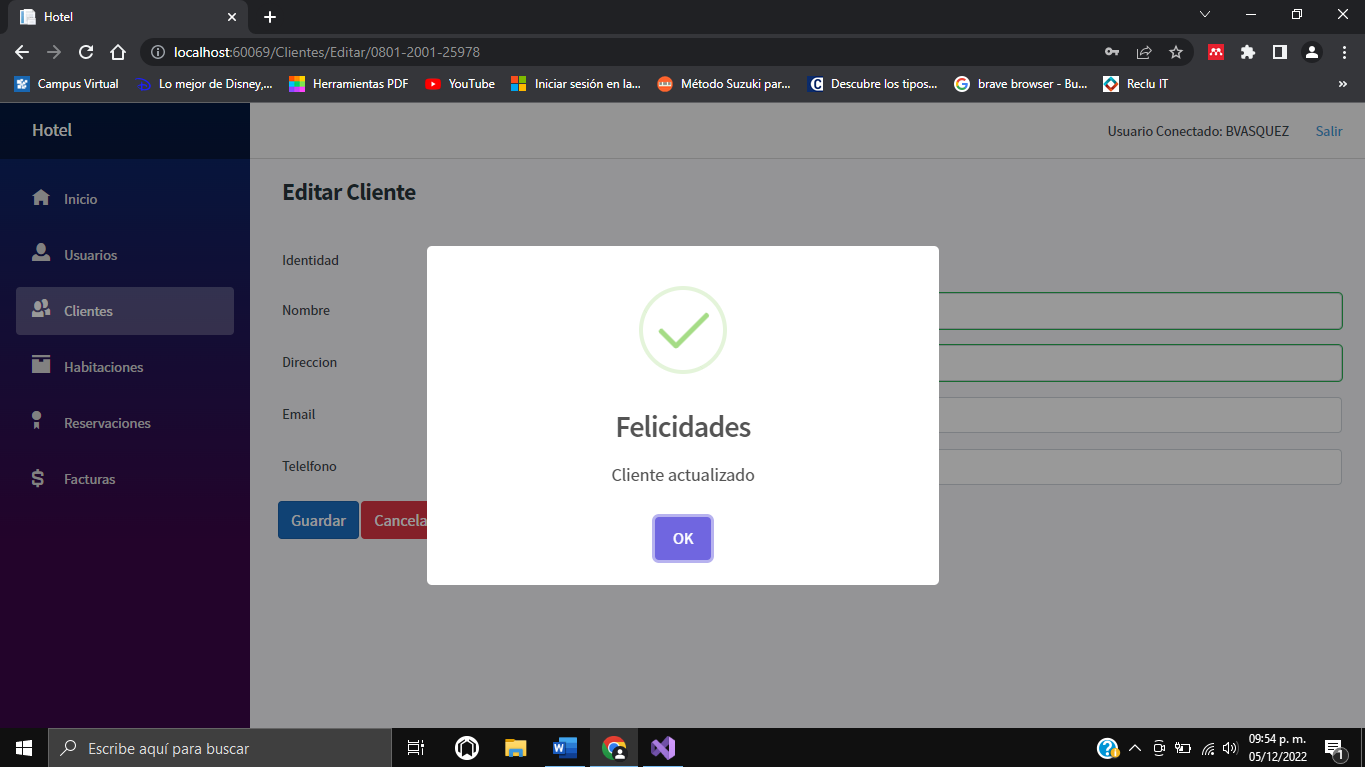 Hotel
localhost:60069/Clientes/Editar/0801-2001-25978
Campus Virtual
Lo mejor de Disney,...
Herramientas PDF
YouTube
Iniciar sesión en la...
Método Suzuki par...
Descubre los tipos...
brave browser - Bu...
Reclu IT
»
Hotel
Usuario Conectado: BVASQUEZ
Salir
Inicio
Usuarios
Clientes
Habitaciones
Reservaciones
Facturas
Editar Cliente
Identidad
Nombre
Direccion
Email
Telelfono
Guardar
Cancela
Felicidades
Cliente actualizado
OK
Escribe aquí para buscar
09:54 p. m.
05/12/2022
1